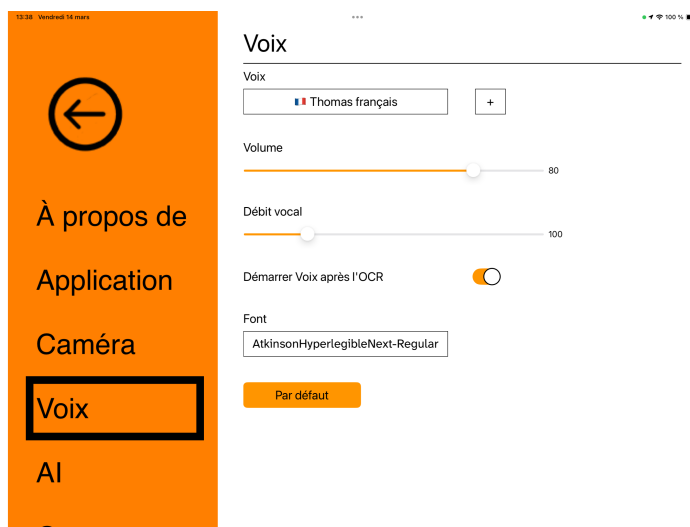 13:38 Vendredi 14 mars
100 %
À propos de
Application
Caméra
Voix
AI
Voix
Voix
🇫🇷 Thomas français
+
Volume
80
Débit vocal
100
Démarrer Voix après l'OCR
Font
AtkinsonHyperlegibleNext-Regular
Par défaut